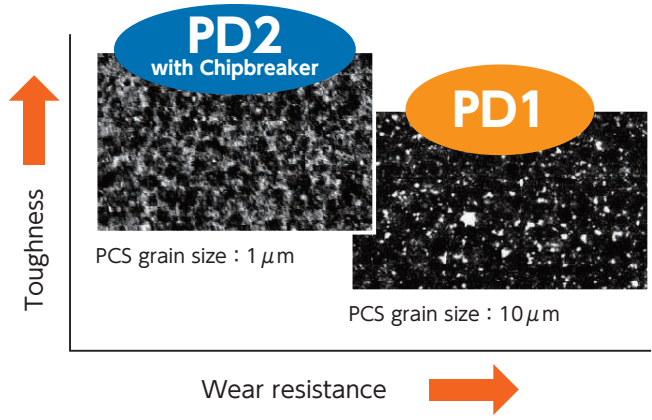 PD2
with Chipbreaker
PD1
Toughness
PCS grain size：1μm
PCS grain size：10μm
Wear resistance